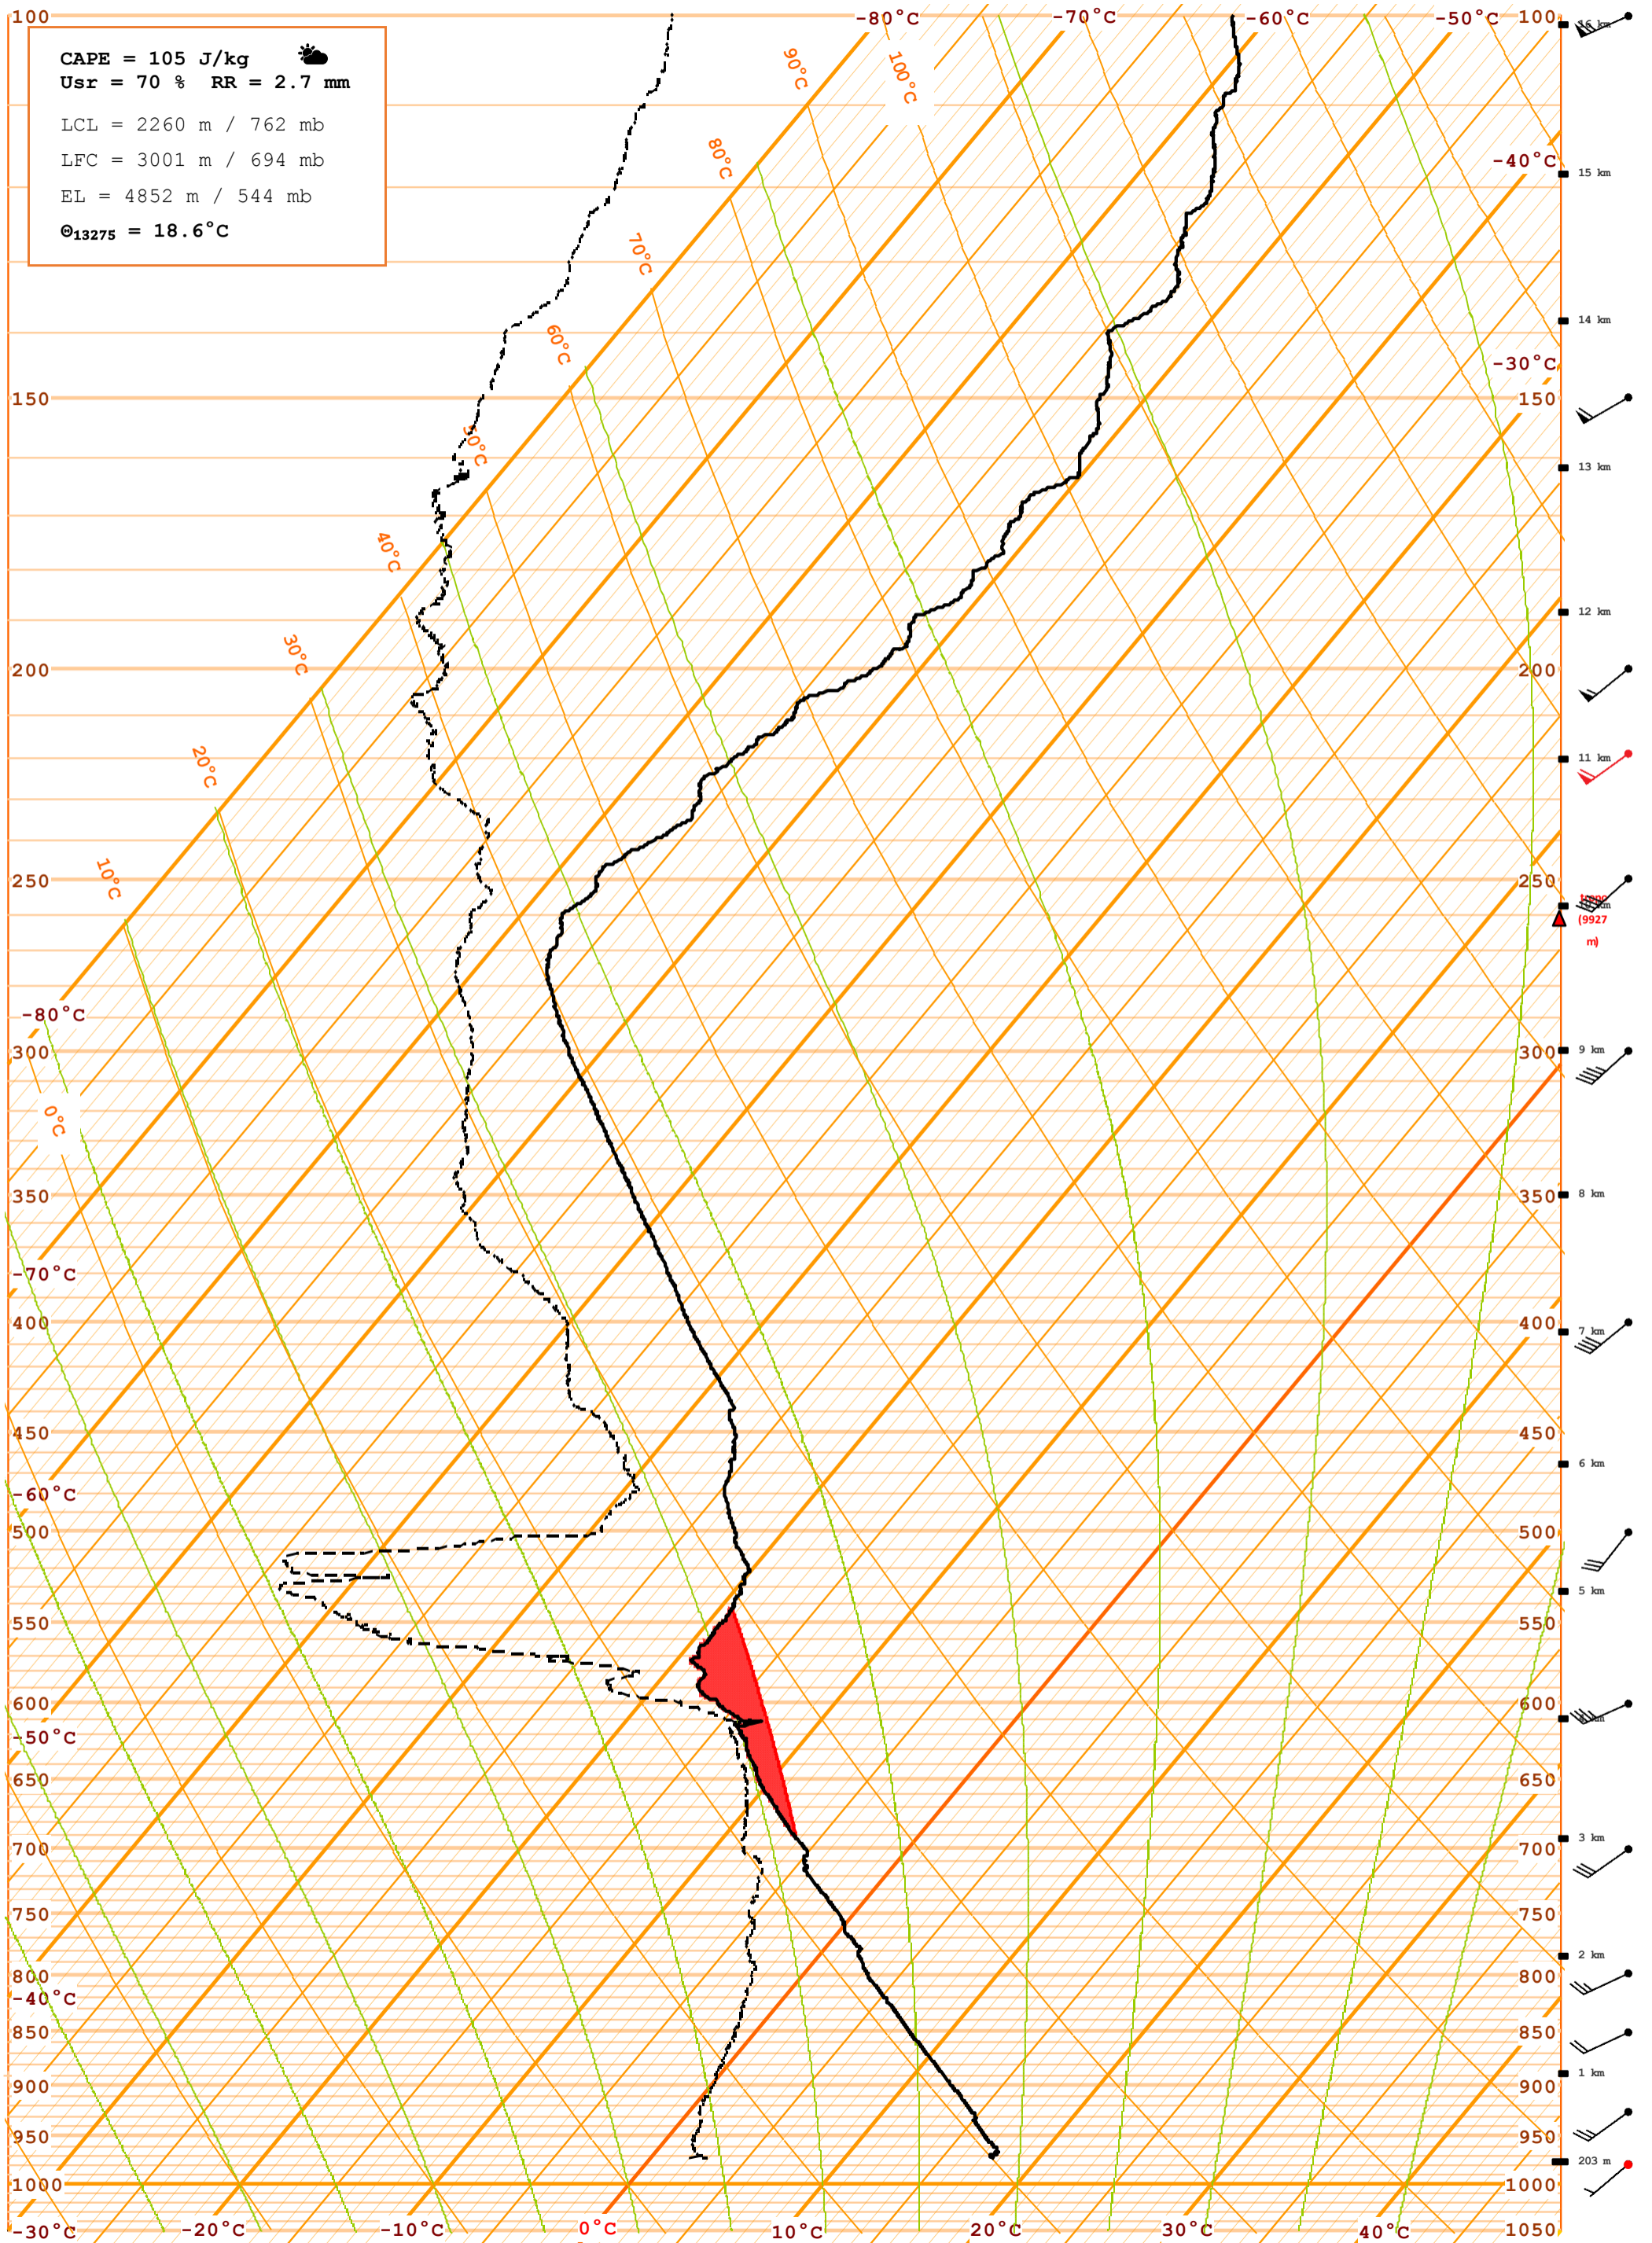 100 -80°C -70°C -60°C -50°C 100 16 km
CAPE = 105 J/kg
Usr = 70 % RR = 2.7 mm
LCL = 2260 m / 762 mb
LFC = 3001 m / 694 mb
EL = 4852 m / 544 mb
Θ13275 = 18.6°C
90°C 100°C
80°C -40°C
15 km
70°C
14 km
60°C -30°C
150 150
50°C 13 km
40°C
12 km
30°C
200 200
20°C 11 km
10°C 250 250
(9927
m)
-80°C
300 300 9 km
0°C
350 350 8 km
-70°C
400 400 7 km
450 450
6 km
-60°C
500 500
5 km
550 550
600 600
-50°C
650 650
700 700 3 km
750 750
2 km
800 800
-40°C
850 850
1 km
900 900
950 950
203 m
1000 1000
-30°C -20°C -10°C 0°C 10°C 20°C 30°C 40°C 1050